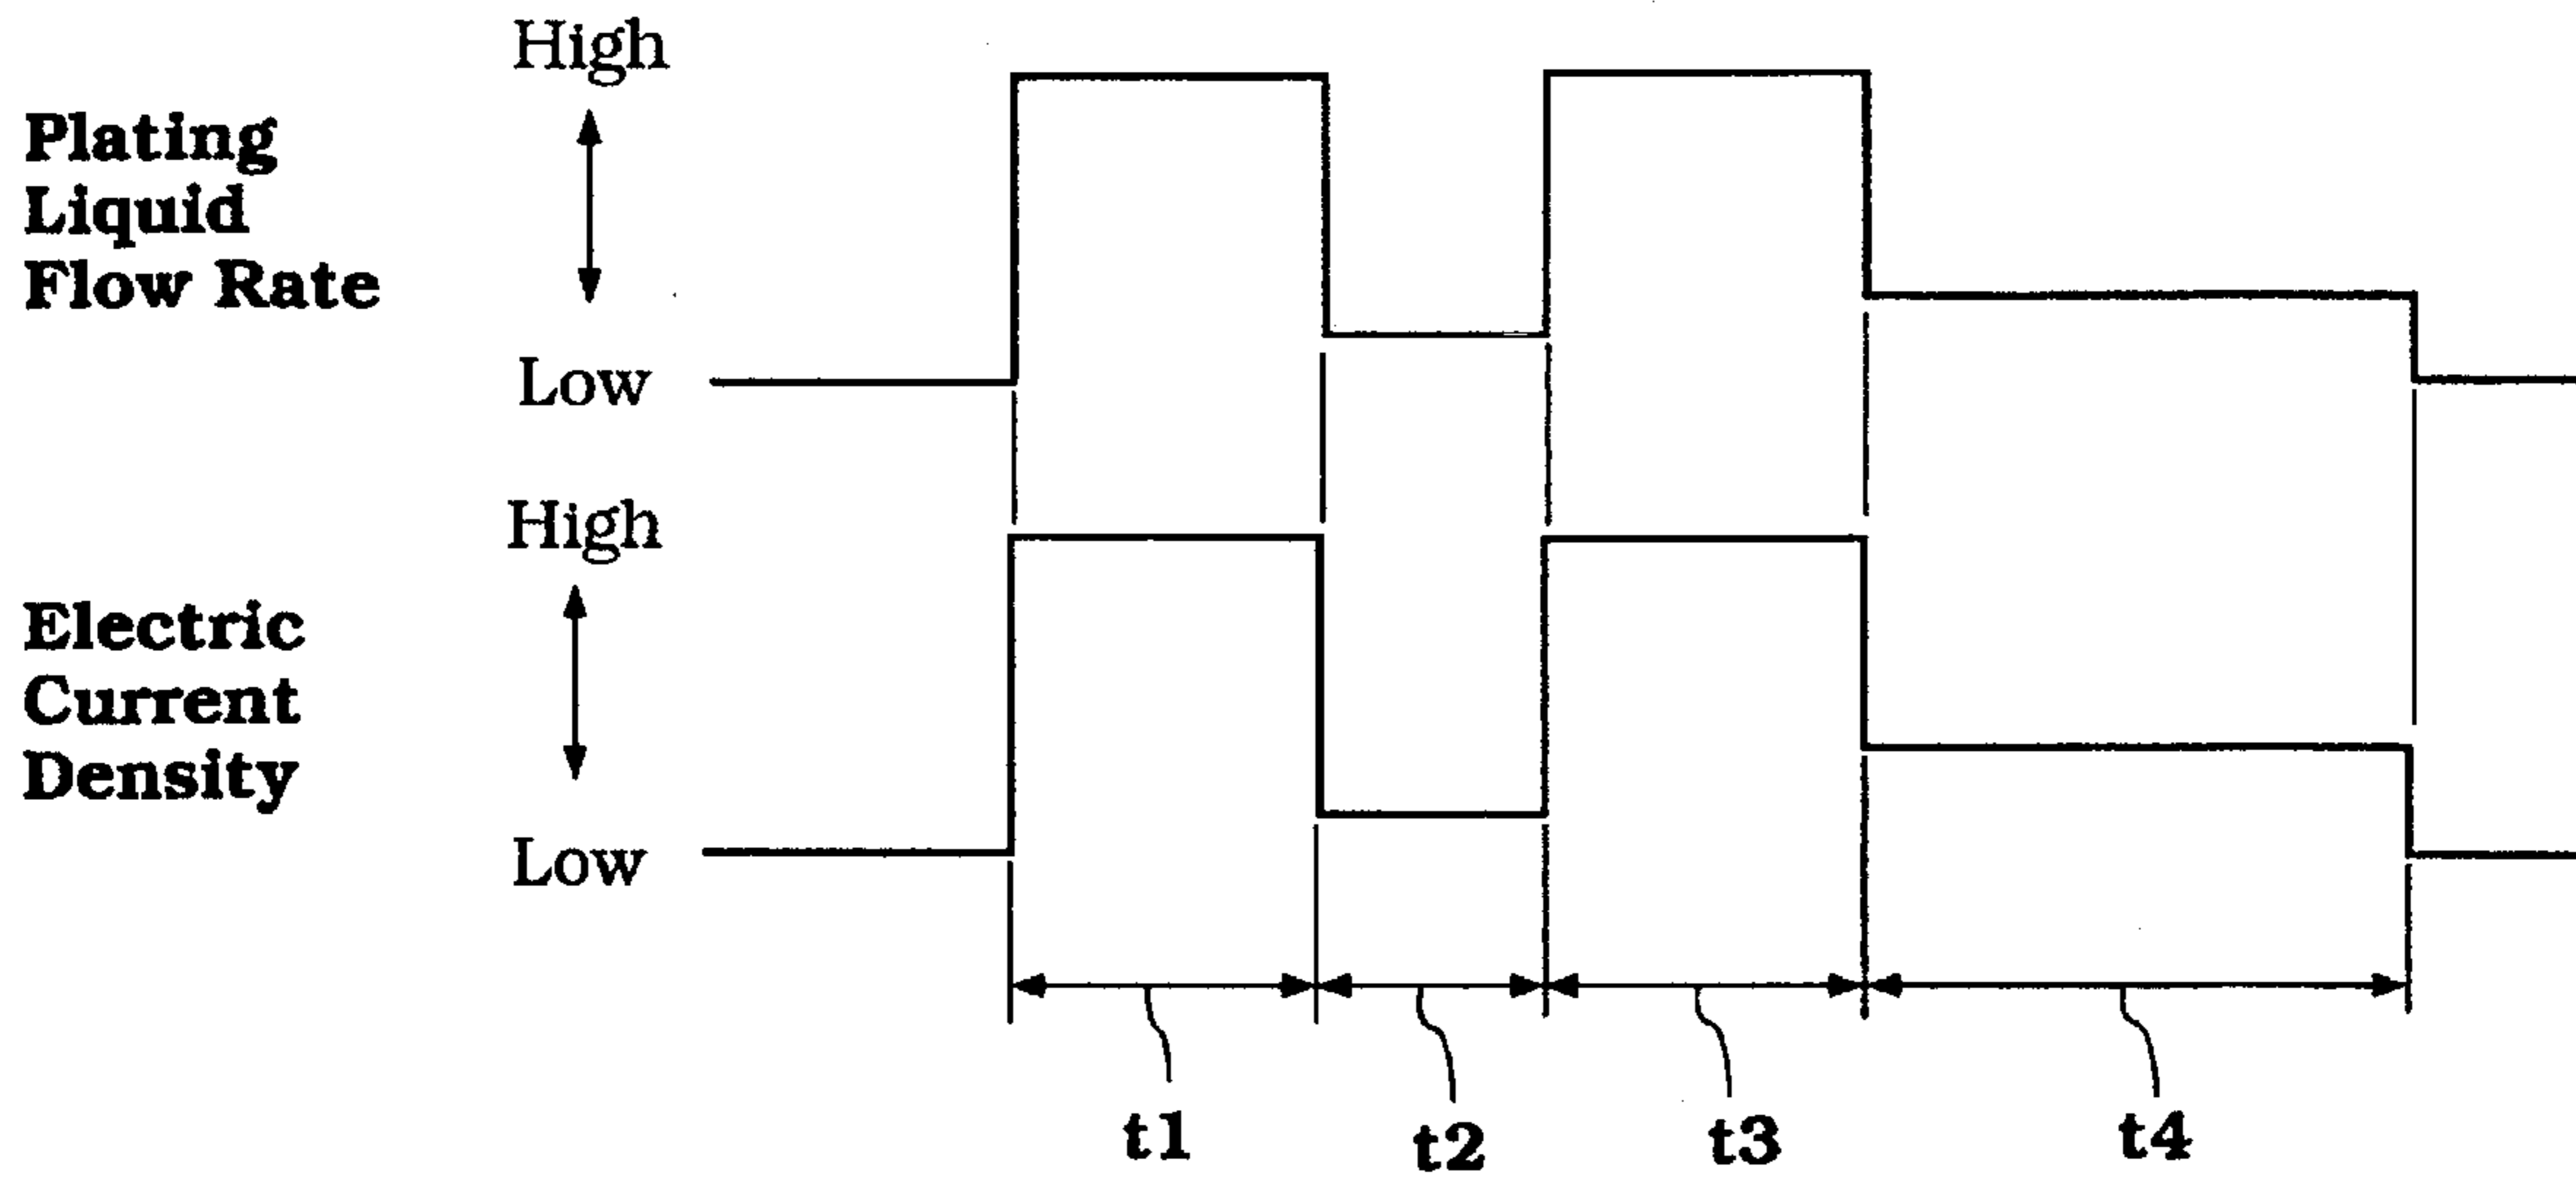 High
Plating
Liquid
Flow Rate
Low
High
Electric
Current
Density
Low
t1
t2
t3
t4